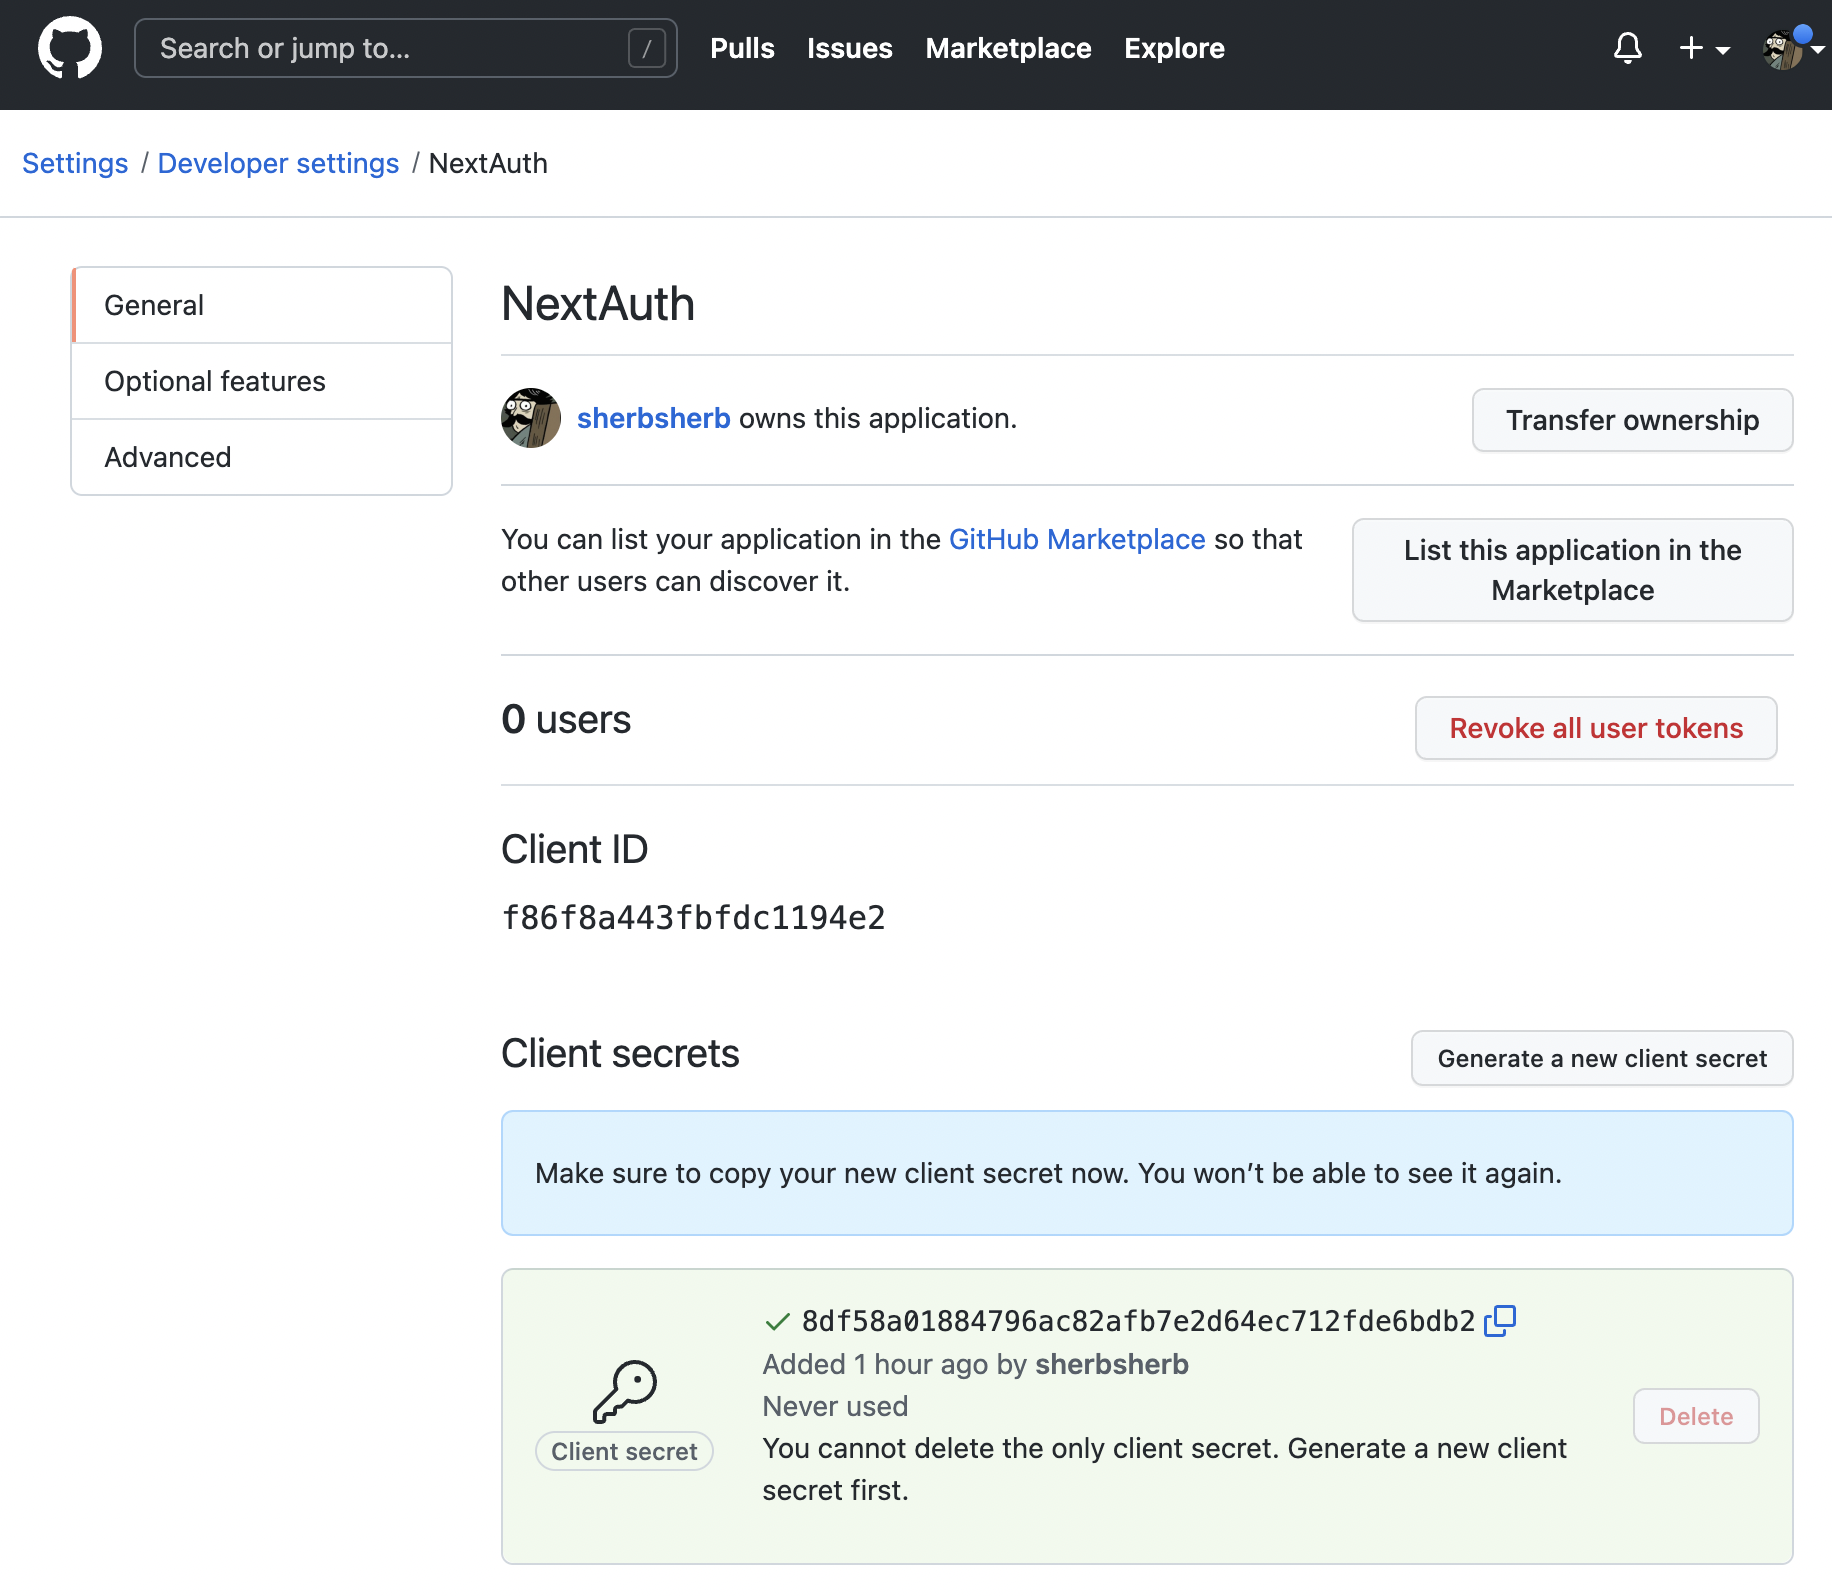 Search or jump to... /
Pulls Issues Marketplace Explore
Settings / Developer settings / NextAuth
General
Optional features
Advanced
NextAuth
sherbsherb owns this application.
Transfer ownership
You can list your application in the GitHub Marketplace so that
other users can discover it.
List this application in the
Marketplace
0 users
Revoke all user tokens
Client ID
f86f8a443fbfdc1194e2
Client secrets
Generate a new client secret
Make sure to copy your new client secret now. You won’t be able to see it again.
8df58a01884796ac82afb7e2d64ec712fde6bdb2
Added 1 hour ago by sherbsherb
Never used
You cannot delete the only client secret. Generate a new client
secret first.
Client secret
Delete